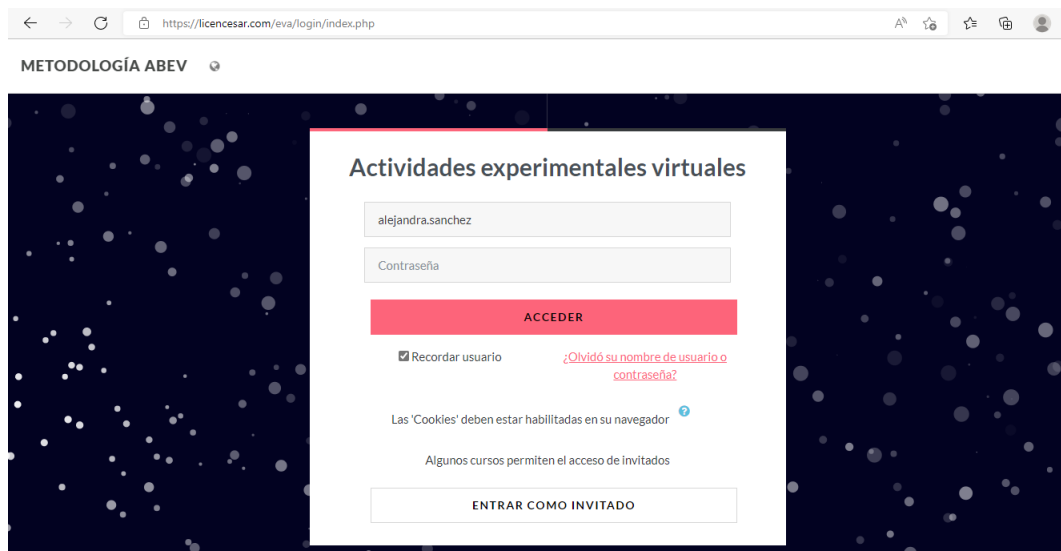 https://licencesar.com/eva/login/index.php
METODOLOGÍA ABEV
Actividades experimentales virtuales
alejandra.sanchez
Contraseña
ACCEDER
Recordar usuario
¿Olvidó su nombre de usuario o
contraseña?
Las 'Cookies' deben estar habilitadas en su navegador
Algunos cursos permiten el acceso de invitados
ENTRAR COMO INVITADO